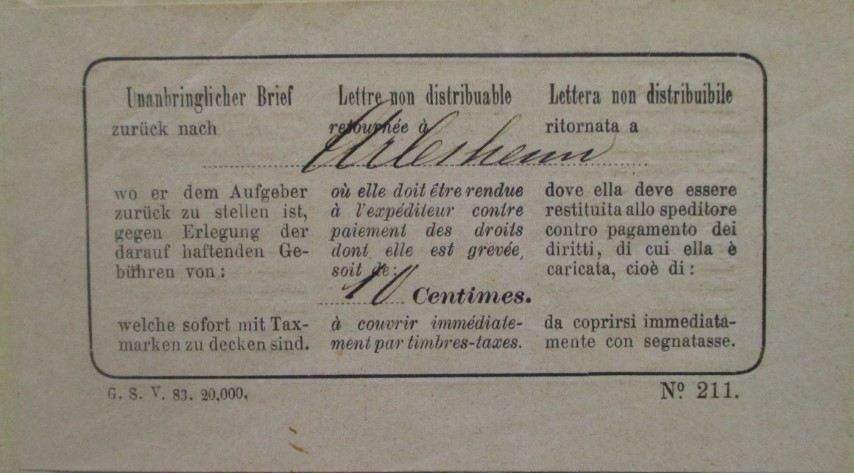 Unanbringlicher Brief
zurück nach
Lettre non distribuable
retournée à
Lettera non distribuibile
ritornata a
Arlesheim
wo er dem Aufgeber
zurück zu stellen ist,
gegen Erlegung der
darauf haftenden Ge-
bühren von:
où elle doit être rendue
à l'expéditeur contre
paiement des droits
dont elle est grevée,
soit de:
dove ella deve essere
restituita allo speditore
contro pagamento dei
diritti, di cui ella è
caricata, cioè di:
10 Centimes.
welche sofort mit Tax-
marken zu decken sind.
à couvrir immédiate-
ment par timbres-taxes.
da coprirsi immediata-
mente con segnatasse.
G. S. V. 83. 20,000.
Nº 211.